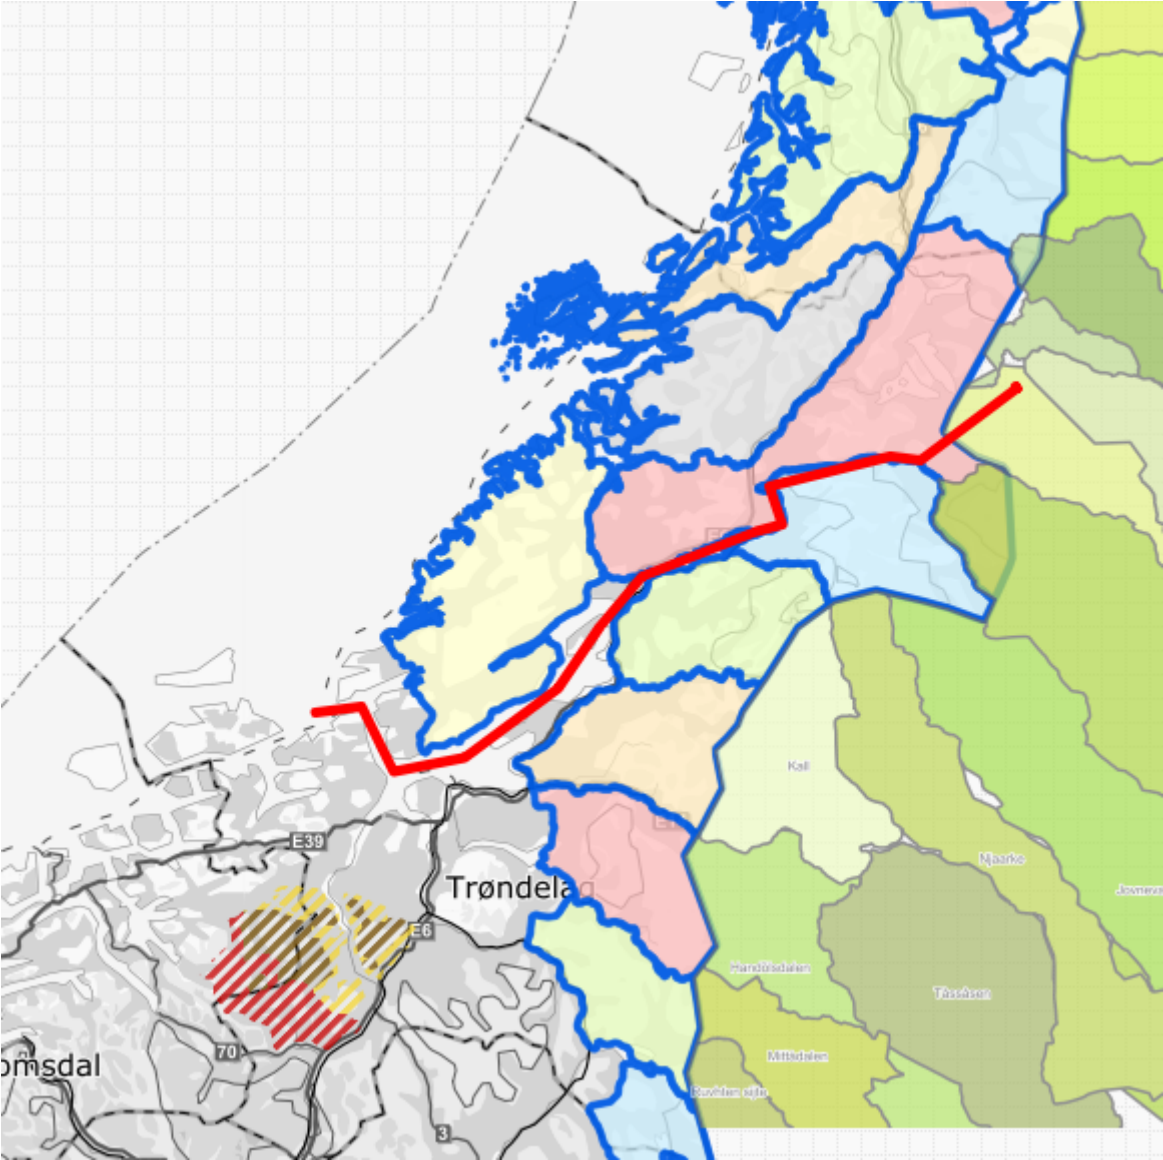 Kall
E39
Njaarke
Trøndelag
E6
Handölsdalen
Tåssåsen
70
Mittådalen
omsdal
Ruvhten sijte
3